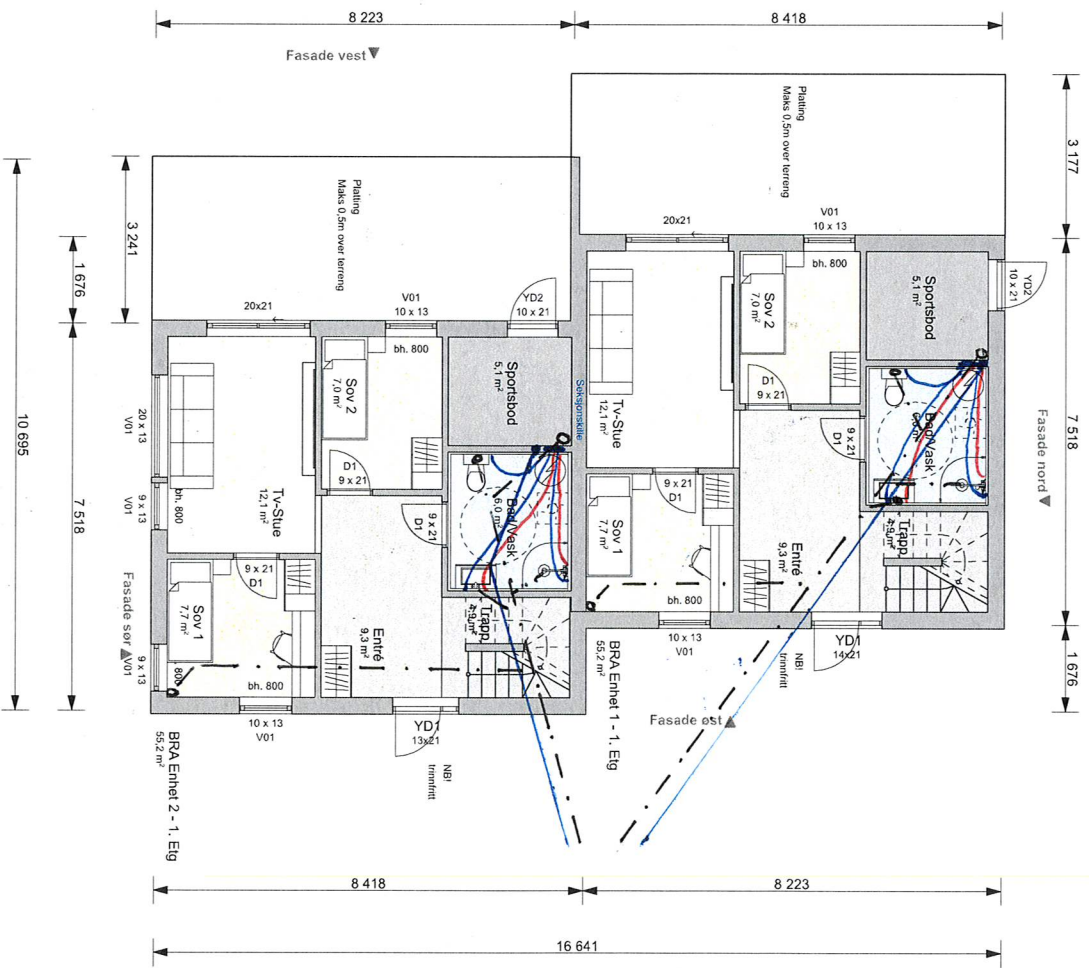 8 223
8 418
Fasade vest
3 177
Platting
Maks 0,5m over terreng
Platting
Maks 0,5m over terreng
3 241
1 676
10 695
7 518
7 518
1 676
Fasade nord
20x21
V01
10 x 13
YD2
10 x 21
bh. 800
Sov 2
7,0 m²
Sportsbod
5,1 m²
D1
9 x 21
9 x 21
D1
Bad/Vask
Tv-Stue
12,1 m²
Seksjonskille
9 x 21
D1
Sov 1
7,7 m²
bh. 800
Entré
9,3 m²
Trapp
4,9 m²
10 x 13
V01
YD1
14x21
NB!
trinnfritt
BRA Enhet 1 - 1. Etg
55,2 m²
Fasade øst
20x21
V01
10 x 13
YD2
10 x 21
bh. 800
Sov 2
7,0 m²
Sportsbod
5,1 m²
D1
9 x 21
9 x 21
D1
Bad/Vask
6,0 m²
20 x 13
V01
9 x 13
V01
bh. 800
Tv-Stue
12,1 m²
9 x 21
D1
Sov 1
7,7 m²
bh. 800
Entré
9,3 m²
Trapp
4,9 m²
Fasade sør
9 x 13
V01
800
10 x 13
V01
YD1
13x21
NB!
trinnfritt
BRA Enhet 2 - 1. Etg
55,2 m²
8 418
8 223
16 641